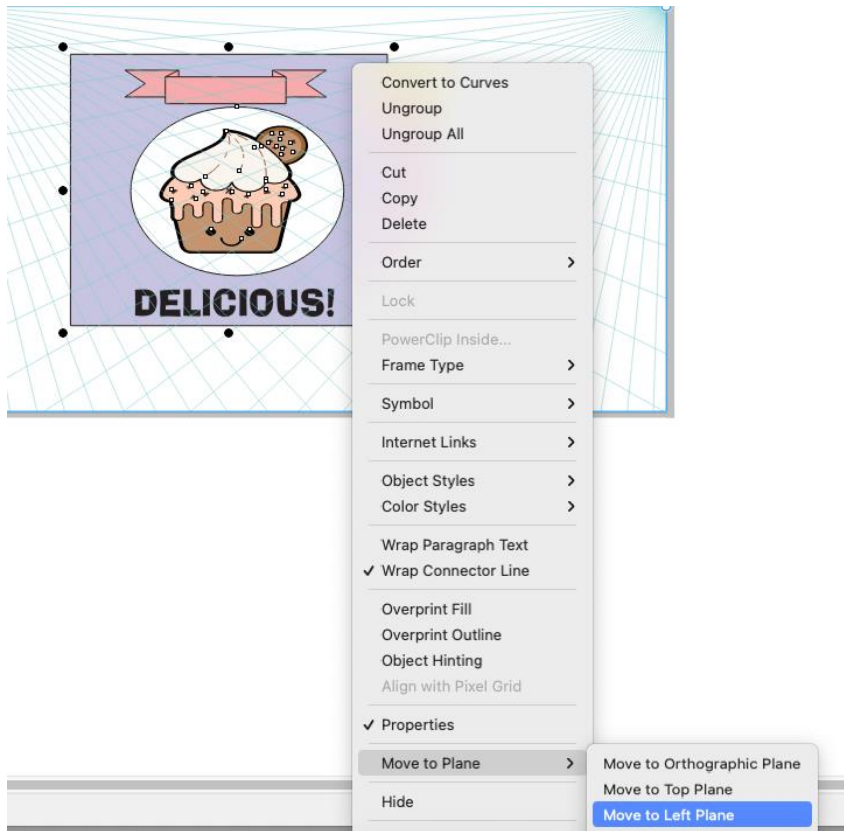 DELICIOUS!
Convert to Curves
Ungroup
Ungroup All
Cut
Copy
Delete
Order
Lock
PowerClip Inside...
Frame Type
Symbol
Internet Links
Object Styles
Color Styles
Wrap Paragraph Text
Wrap Connector Line
Overprint Fill
Overprint Outline
Object Hinting
Align with Pixel Grid
Properties
Move to Plane
Hide
Move to Orthographic Plane
Move to Top Plane
Move to Left Plane